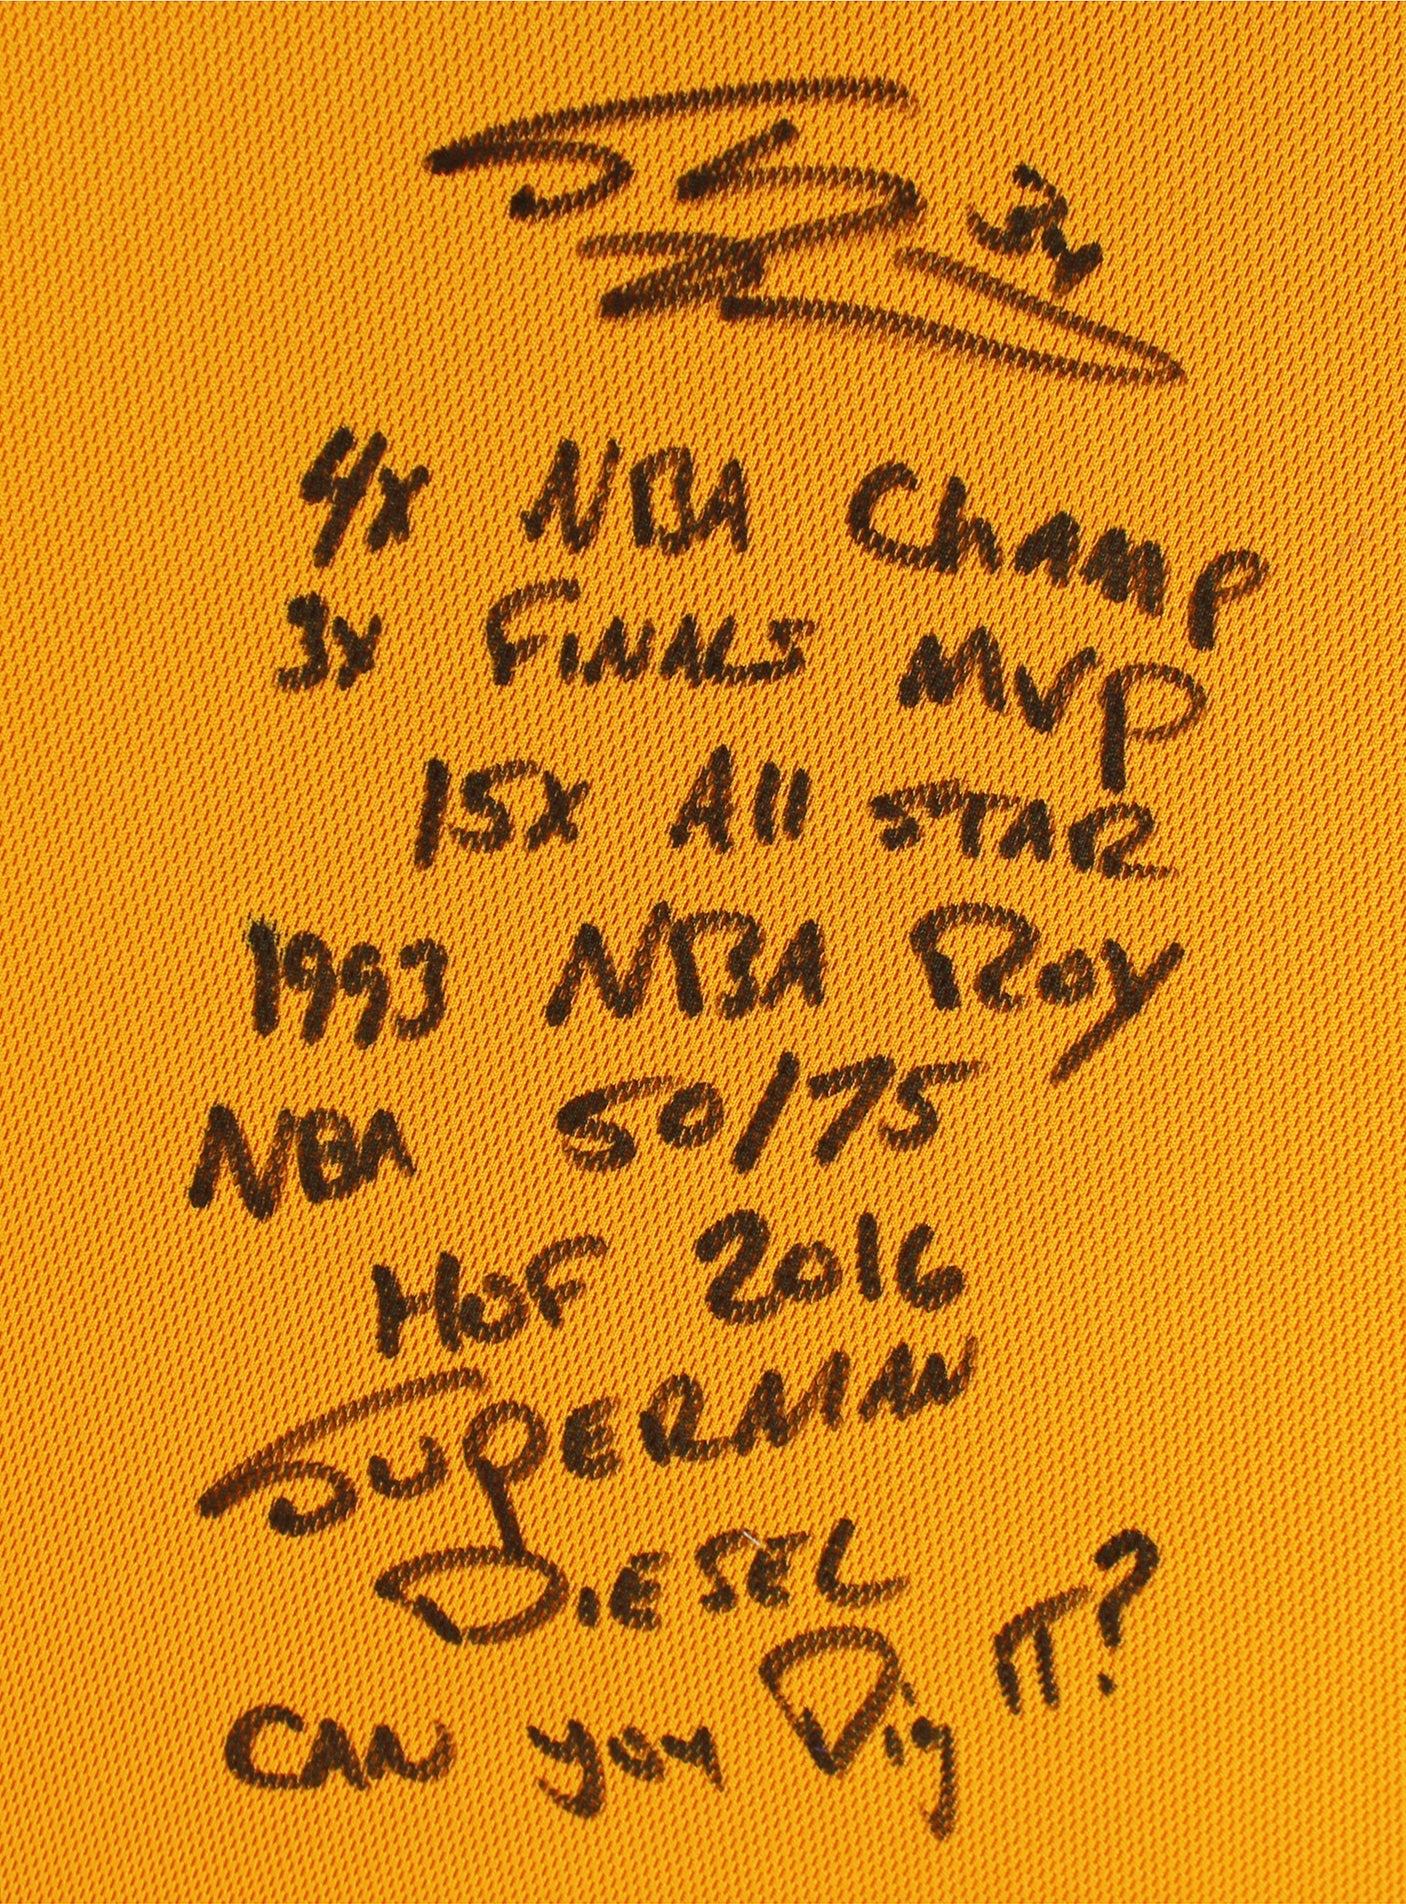 34
4x NBA Champ
3x Finals MVP
15x All STAR
1993 NBA ROY
NBA 50/75
HOF 2016
SUPERMAN
DIESEL
CAN you Dig IT?